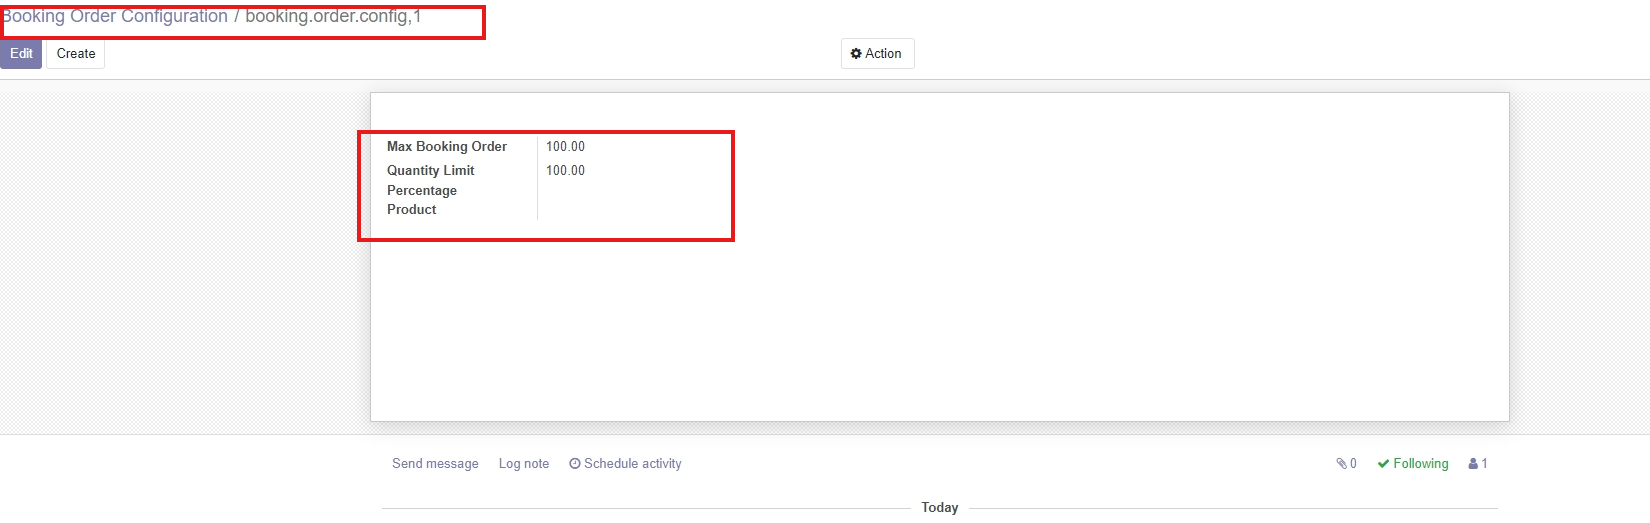 Booking Order Configuration / booking.order.config,1
Edit Create Action
Max Booking Order 100.00
Quantity Limit 100.00
Percentage
Product
Send message Log note Schedule activity 0 Following 1
Today